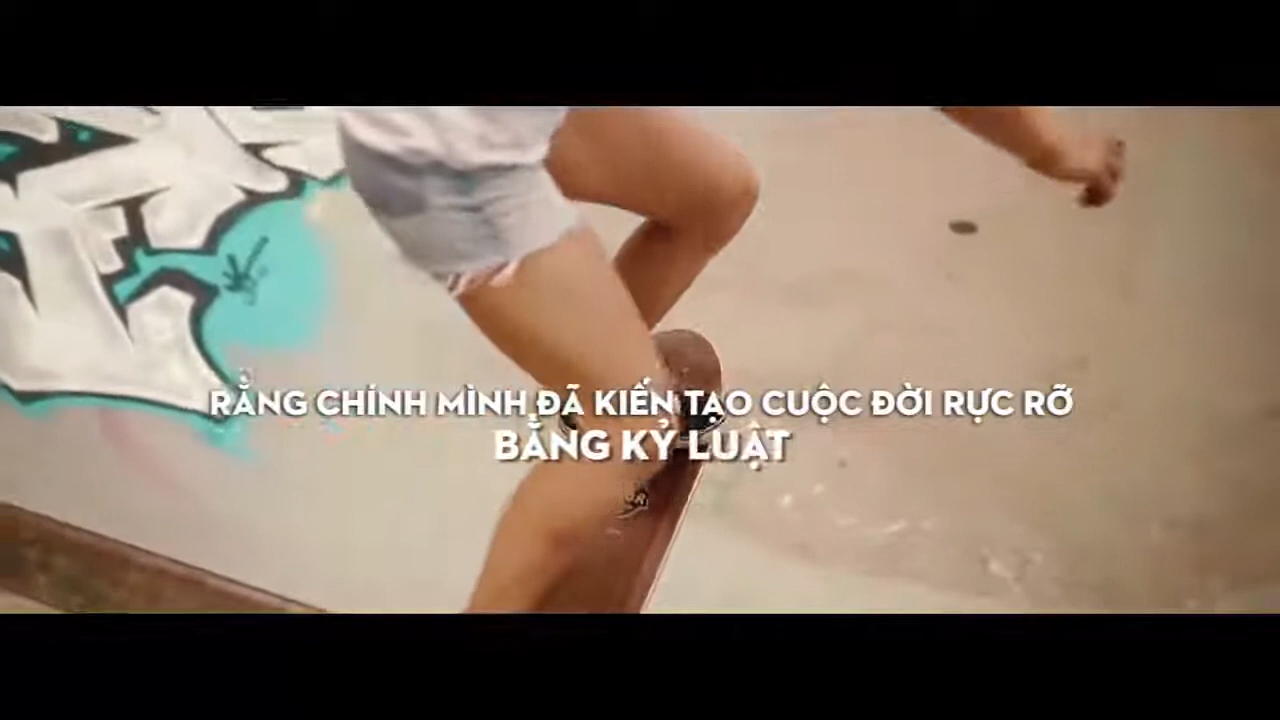 RẰNG CHÍNH MÌNH ĐÃ KIẾN TẠO CUỘC ĐỜI RỰC RỠ
BẰNG KỶ LUẬT